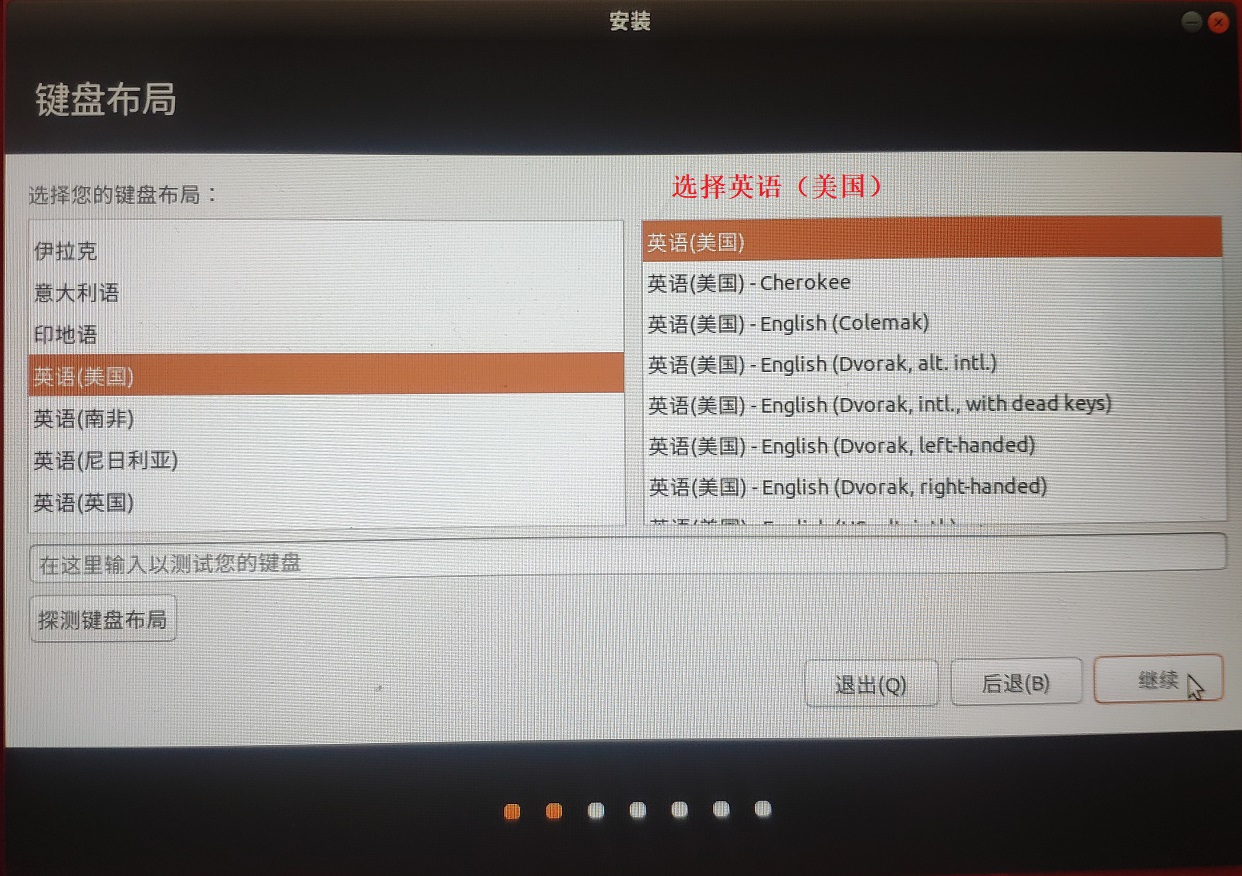 安装
键盘布局
选择您的键盘布局：
选择英语（美国）
伊拉克
意大利语
印地语
英语(美国)
英语(南非)
英语(尼日利亚)
英语(英国)
英语(美国)
英语(美国) - Cherokee
英语(美国) - English (Colemak)
英语(美国) - English (Dvorak, alt. intl.)
英语(美国) - English (Dvorak, intl., with dead keys)
英语(美国) - English (Dvorak, left-handed)
英语(美国) - English (Dvorak, right-handed)
在这里输入以测试您的键盘
探测键盘布局
退出(Q)
后退(B)
继续